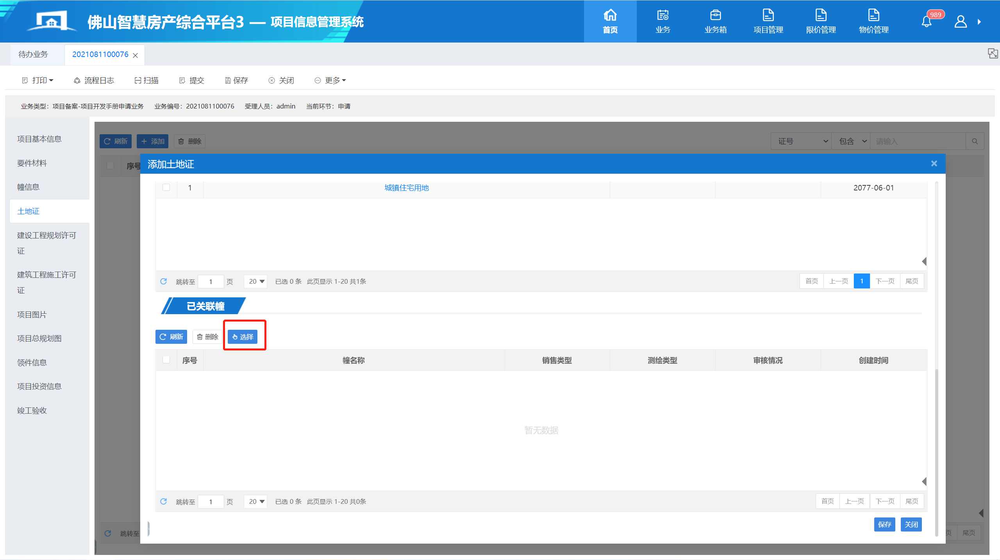 佛山智慧房产综合平台3 — 项目信息管理系统
首页
业务
业务箱
项目管理
限价管理
物价管理
989
待办业务
2021081100076
打印
流程日志
扫描
提交
保存
关闭
更多
业务类型：项目备案-项目开发手册申请业务 业务编号：2021081100076 受理人员：admin 当前环节：申请
项目基本信息
要件材料
幢信息
土地证
建设工程规划许可
证
建筑工程施工许可
证
项目图片
项目总规划图
领件信息
项目投资信息
竣工验收
刷新
添加
删除
证号
包含
请输入
序号
添加土地证
1 城镇住宅用地 2077-06-01
跳转至 1 页 20 已选 0 条 此页显示 1-20 共1条
首页 上一页 1 下一页 尾页
已关联幢
刷新 删除 选择
序号 幢名称 销售类型 测绘类型 审核情况 创建时间
暂无数据
跳转至 1 页 20 已选 0 条 此页显示 1-20 共0条
首页 上一页 下一页 尾页
保存 关闭
跳转至
页 尾页